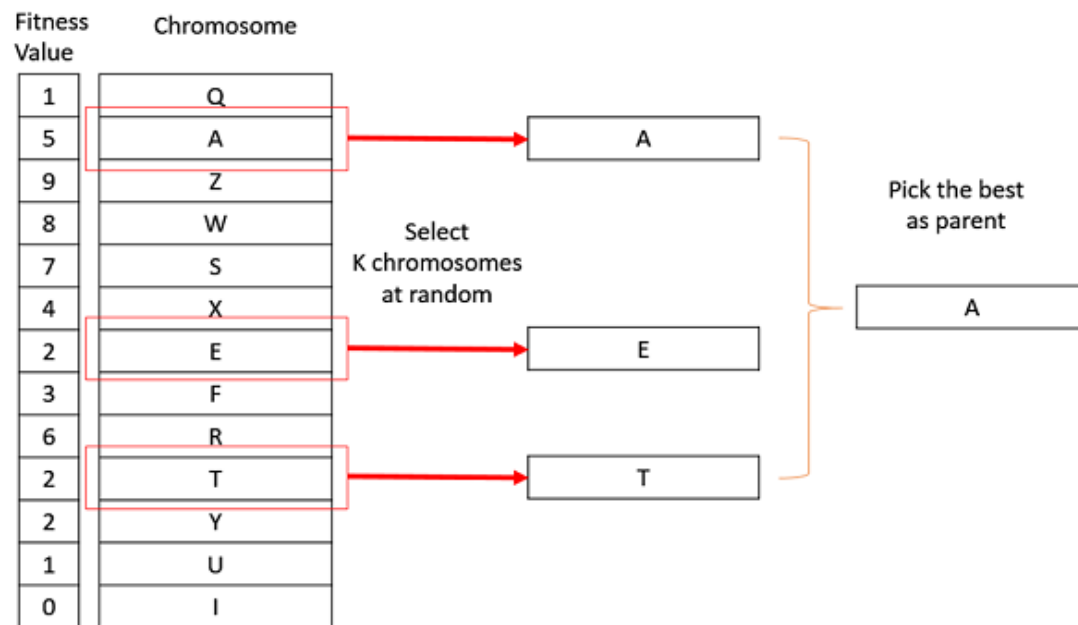 Fitness
Value
Chromosome
1 Q
5 A A
9 Z
8 W
7 S
4 X
2 E E
3 F
6 R
2 T T
2 Y
1 U
0 I
Select
K chromosomes
at random
Pick the best
as parent
A